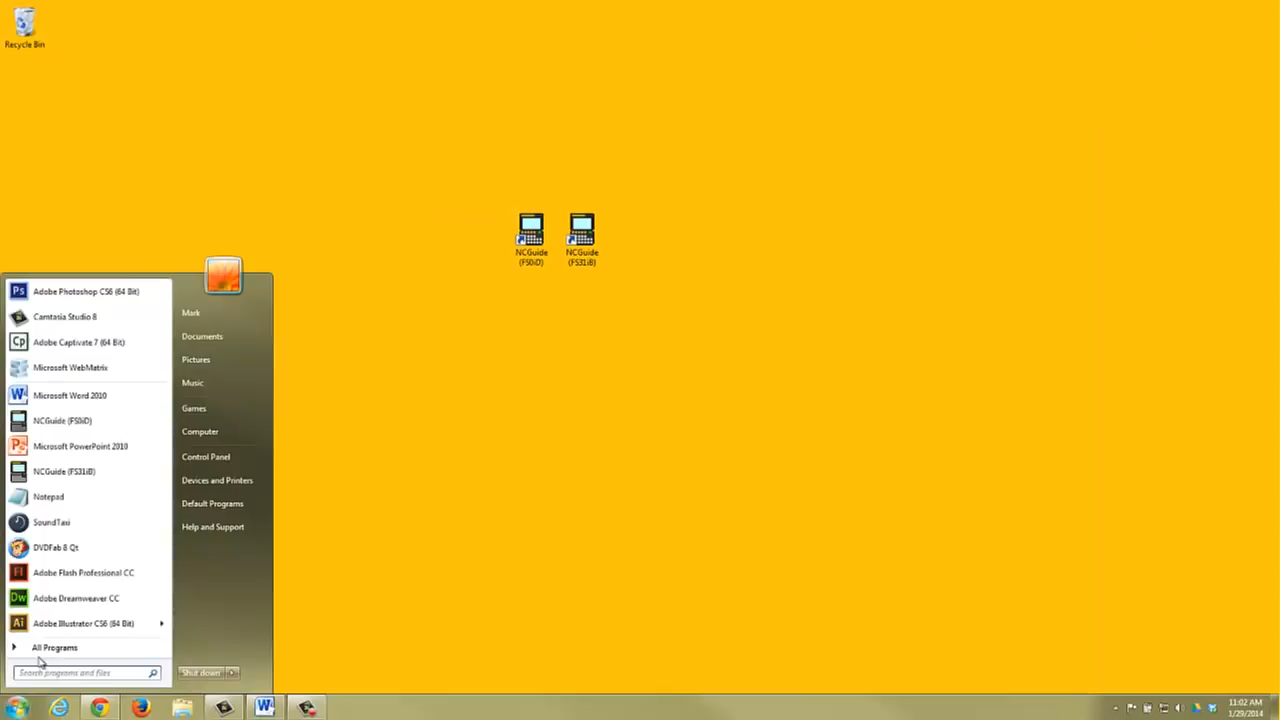 Recycle Bin
NCGuide
(FS0iD)
NCGuide
(FS31iB)
Adobe Photoshop CS6 (64 Bit)
Camtasia Studio 8
Adobe Captivate 7 (64 Bit)
Microsoft WebMatrix
Microsoft Word 2010
NCGuide (FS0iD)
Microsoft PowerPoint 2010
NCGuide (FS31iB)
Notepad
SoundTaxi
DVDFab 8 Qt
Adobe Flash Professional CC
Adobe Dreamweaver CC
Adobe Illustrator CS6 (64 Bit)
All Programs
Search programs and files
Mark
Documents
Pictures
Music
Games
Computer
Control Panel
Devices and Printers
Default Programs
Help and Support
Shut down
11:02 AM
1/29/2014